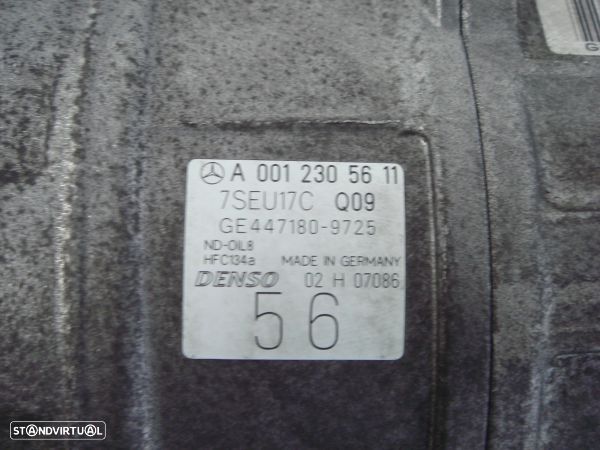 G
A 001 230 56 11
7SEU17C Q09
GE447180-9725
ND-OIL8
HFC134a MADE IN GERMANY
DENSO 02 H 07086
56
STANDVIRTUAL